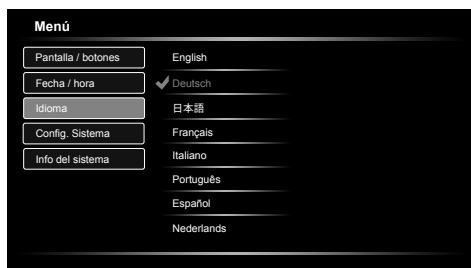 Menú
Pantalla / botones
Fecha / hora
Idioma
Config. Sistema
Info del sistema
English
Deutsch
日本語
Français
Italiano
Português
Español
Nederlands